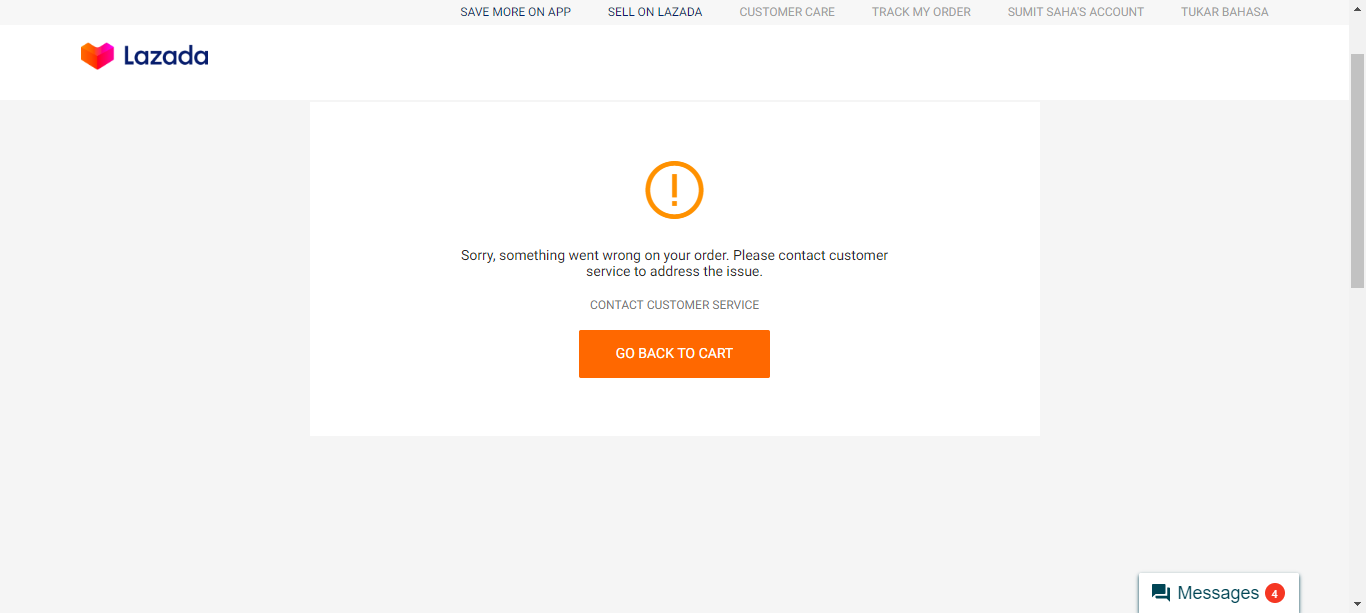 SAVE MORE ON APP SELL ON LAZADA CUSTOMER CARE TRACK MY ORDER SUMIT SAHA'S ACCOUNT TUKAR BAHASA
Lazada
Sorry, something went wrong on your order. Please contact customer
service to address the issue.
CONTACT CUSTOMER SERVICE
GO BACK TO CART
Messages 4